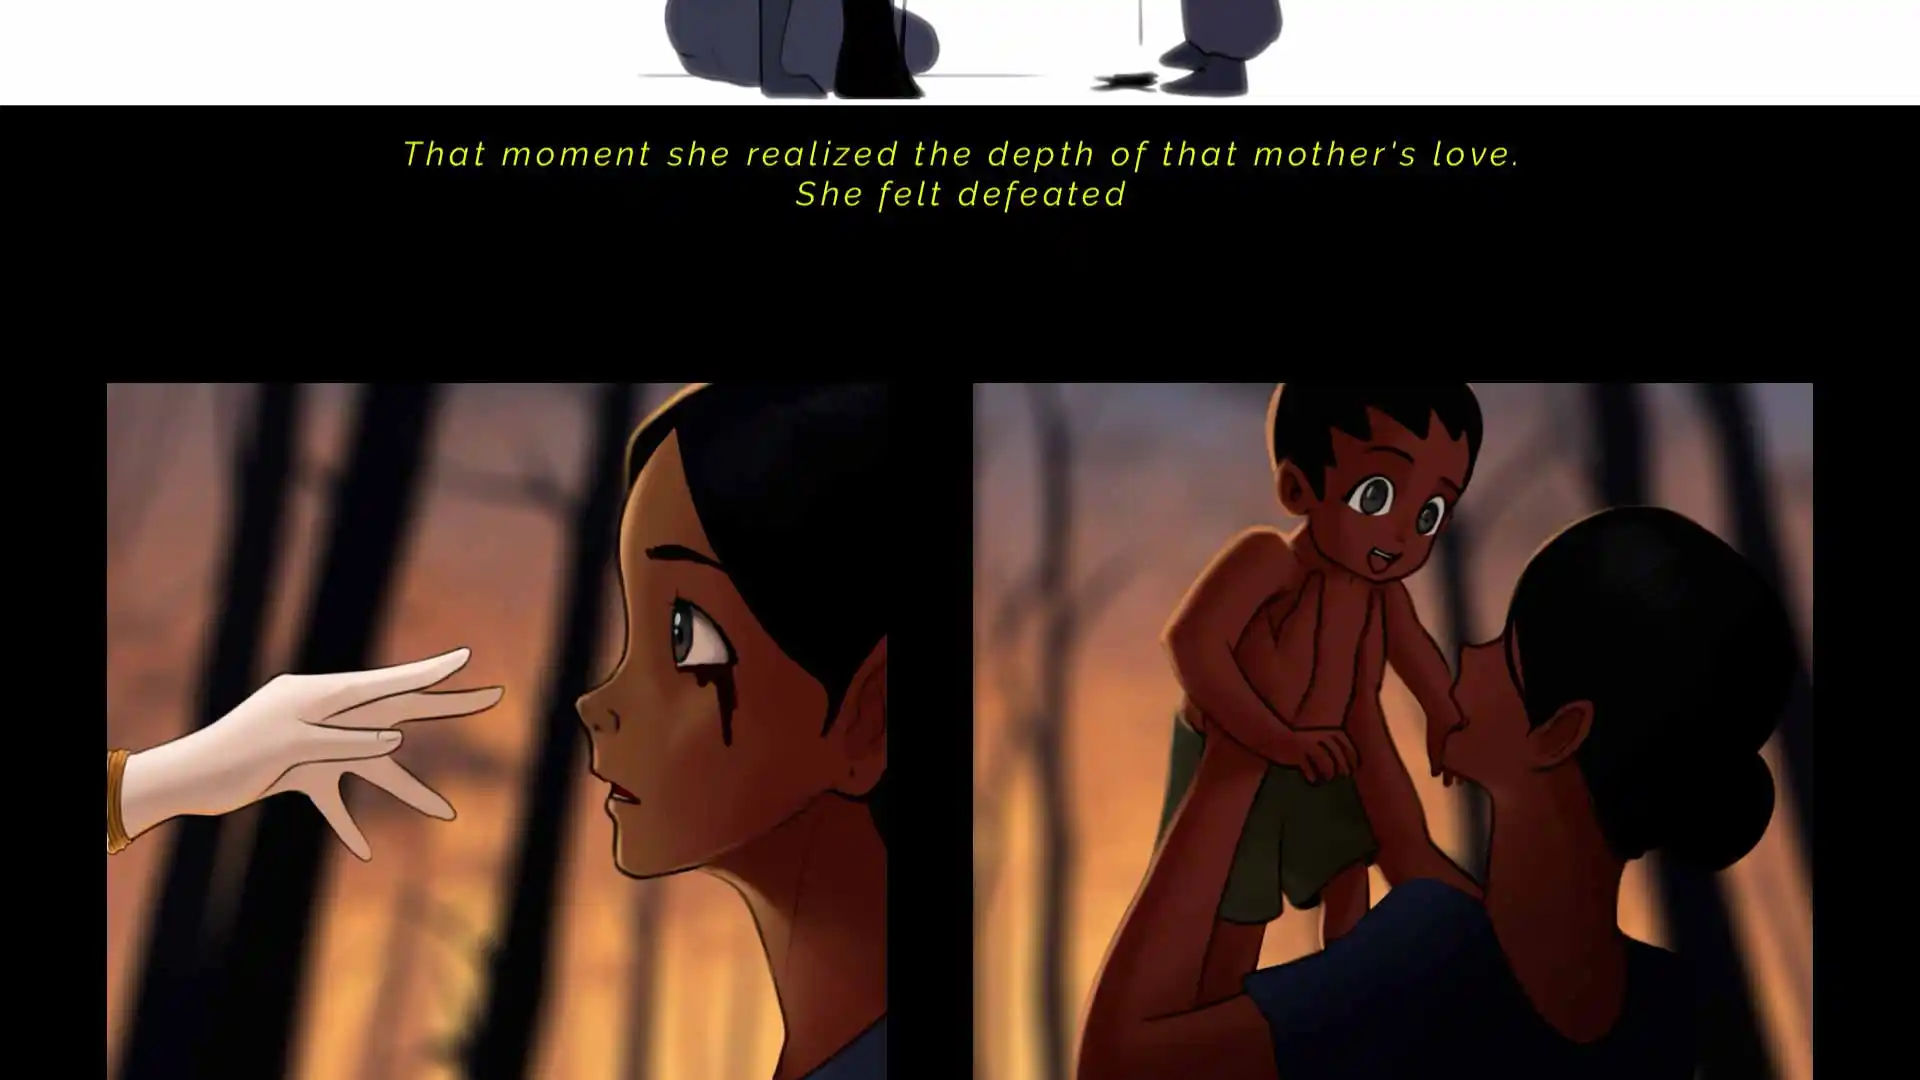 That moment she realized the depth of that mother's love.
She felt defeated